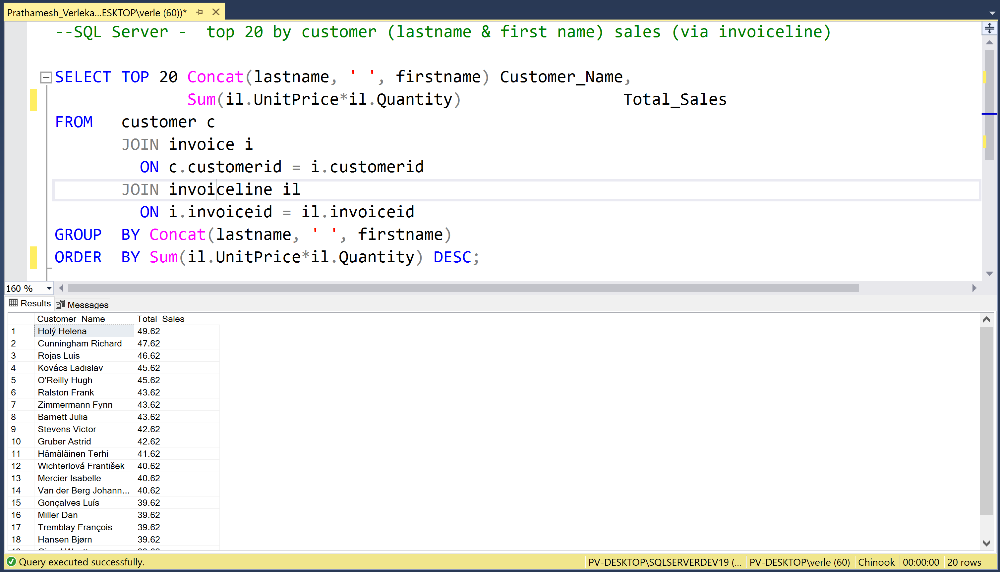 Prathamesh_Verleka...ESKTOP\verle (60))*
--SQL Server -  top 20 by customer (lastname & first name) sales (via invoiceline)
SELECT TOP 20 Concat(lastname, ' ', firstname) Customer_Name,
Sum(il.UnitPrice*il.Quantity) Total_Sales
FROM customer c
JOIN invoice i
ON c.customerid = i.customerid
JOIN invoiceline il
ON i.invoiceid = il.invoiceid
GROUP BY Concat(lastname, ' ', firstname)
ORDER BY Sum(il.UnitPrice*il.Quantity) DESC;
160 %
Results Messages
Customer_Name Total_Sales
1 Holý Helena 49.62
2 Cunningham Richard 47.62
3 Rojas Luis 46.62
4 Kovács Ladislav 45.62
5 O'Reilly Hugh 45.62
6 Ralston Frank 43.62
7 Zimmermann Fynn 43.62
8 Barnett Julia 43.62
9 Stevens Victor 42.62
10 Gruber Astrid 42.62
11 Hämäläinen Terhi 41.62
12 Wichterlová František 40.62
13 Mercier Isabelle 40.62
14 Van der Berg Johann... 40.62
15 Gonçalves Luís 39.62
16 Miller Dan 39.62
17 Tremblay François 39.62
18 Hansen Bjørn 39.62
Query executed successfully. PV-DESKTOP\SQLSERVERDEV19 (... PV-DESKTOP\verle (60) Chinook 00:00:00 20 rows